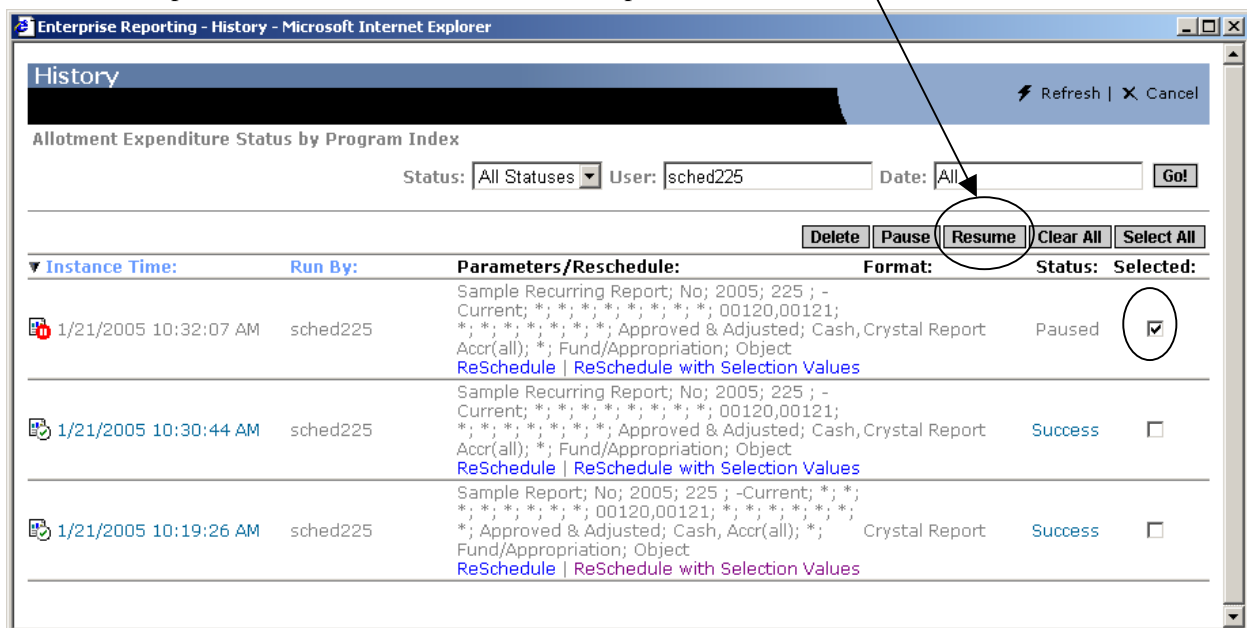 Enterprise Reporting - History - Microsoft Internet Explorer
History
Refresh | X Cancel
Allotment Expenditure Status by Program Index
Status: All Statuses User: sched225 Date: All Go!
Delete Pause Resume Clear All Select All
Instance Time: Run By: Parameters/Reschedule: Format: Status: Selected:
Sample Recurring Report; No; 2005; 225 ; -
Current; *; *; *; *; *; *; *; 00120,00121;
1/21/2005 10:32:07 AM sched225 *; *; *; *; *; *; Approved & Adjusted; Cash, Crystal Report Paused
Accr(all); *; Fund/Appropriation; Object
ReSchedule | ReSchedule with Selection Values
Sample Recurring Report; No; 2005; 225 ; -
Current; *; *; *; *; *; *; *; 00120,00121;
1/21/2005 10:30:44 AM sched225 *; *; *; *; *; *; Approved & Adjusted; Cash, Crystal Report Success
Accr(all); *; Fund/Appropriation; Object
ReSchedule | ReSchedule with Selection Values
Sample Report; No; 2005; 225 ; -Current; *; *;
*; *; *; *; *; 00120,00121; *; *; *; *; *;
1/21/2005 10:19:26 AM sched225 *; Approved & Adjusted; Cash, Accr(all); *; Crystal Report Success
Fund/Appropriation; Object
ReSchedule | ReSchedule with Selection Values